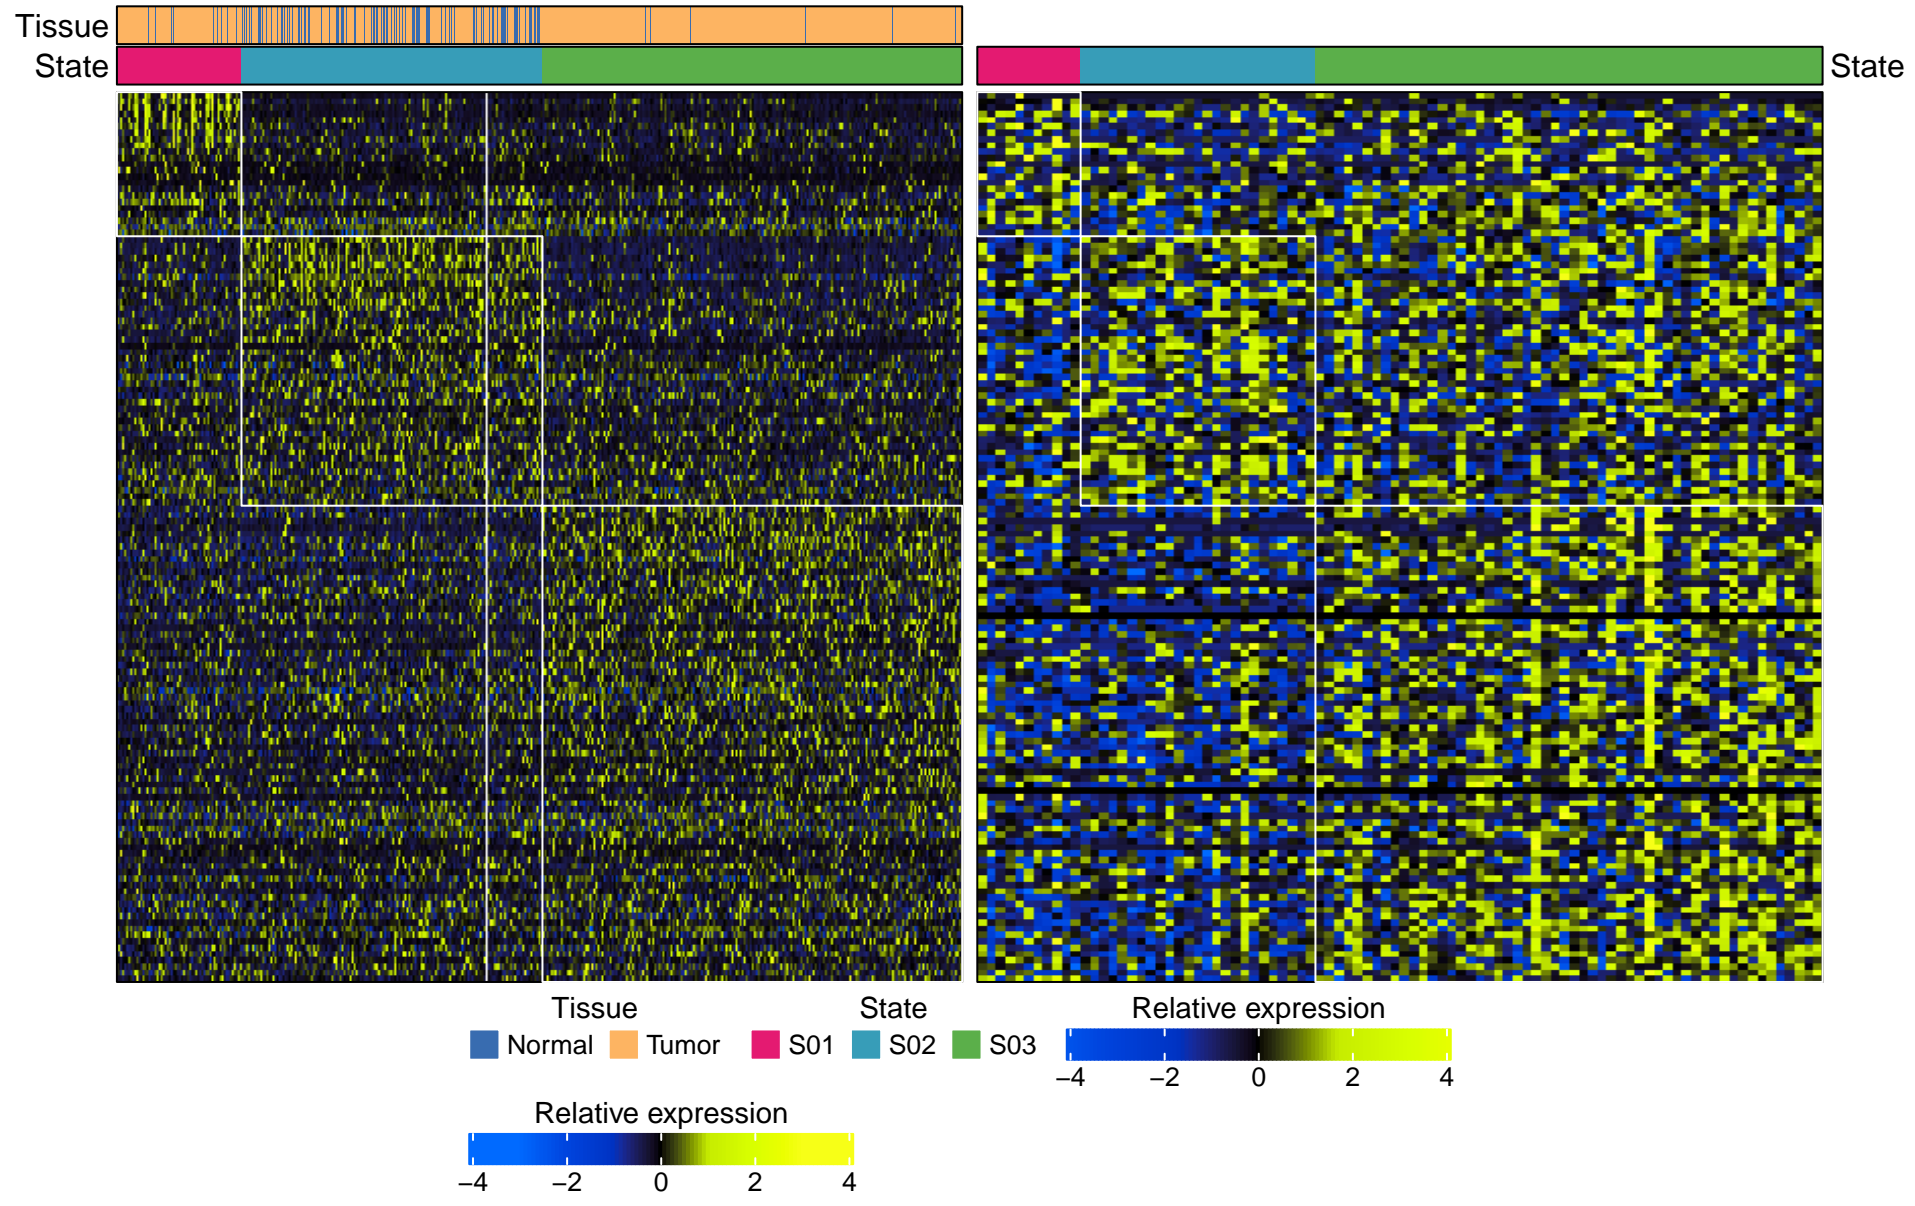 Tissue
State
State
Tissue
Normal Tumor
State
S01 S02 S03
Relative expression
−4 −2 0 2 4
Relative expression
−4 −2 0 2 4